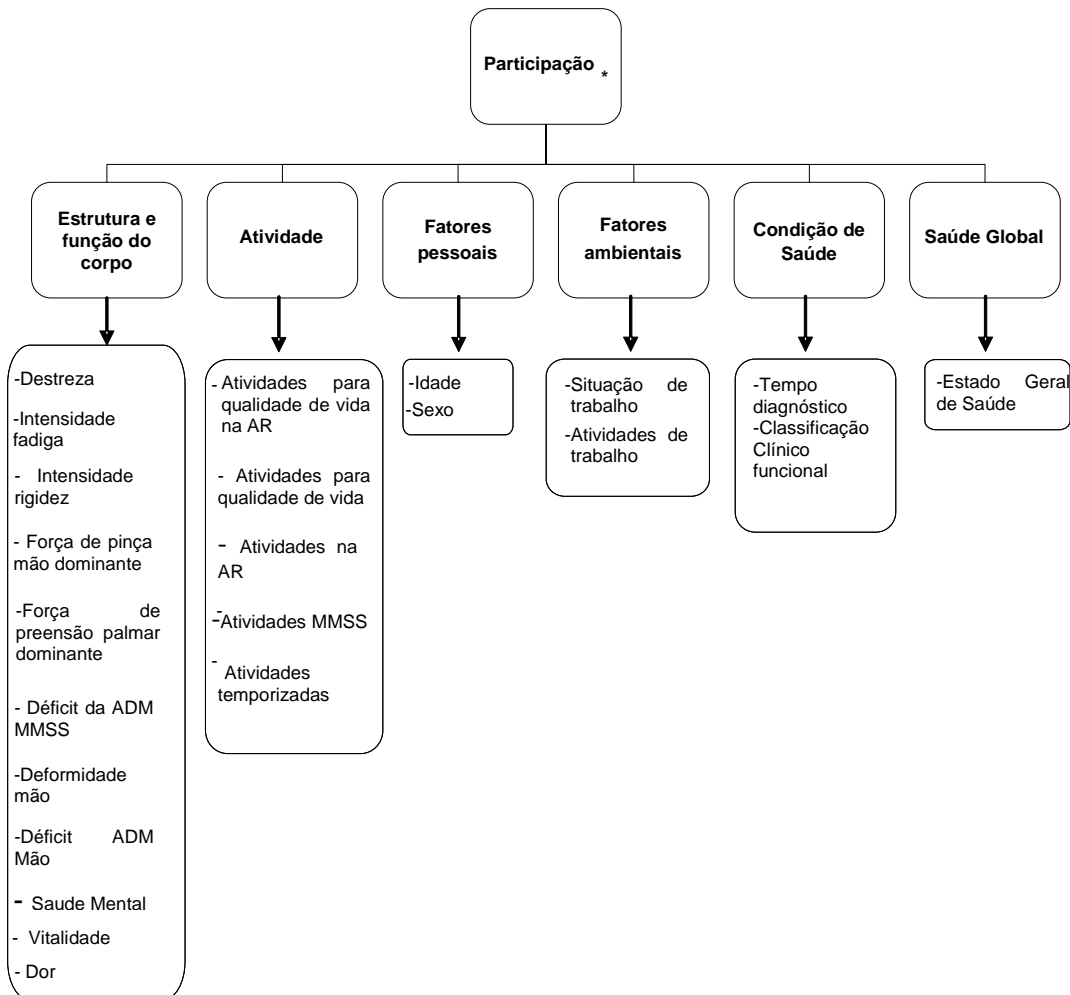 Participação *
Estrutura e
função do
corpo
Atividade
Fatores
pessoais
Fatores
ambientais
Condição de
Saúde
Saúde Global
-Destreza
-Intensidade
fadiga
- Intensidade
rigidez
- Força de pinça
mão dominante
-Força de
preensão palmar
dominante
- Déficit da ADM
MMSS
-Deformidade
mão
-Déficit ADM
Mão
- Saude Mental
- Vitalidade
- Dor
- Atividades para
qualidade de vida
na AR
- Atividades para
qualidade de vida
- Atividades na
AR
-
-Atividades MMSS
- Atividades
temporizadas
-Idade
-Sexo
-Situação de
trabalho
-Atividades de
trabalho
-Tempo
diagnóstico
-Classificação
Clínico
funcional
-Estado Geral
de Saúde